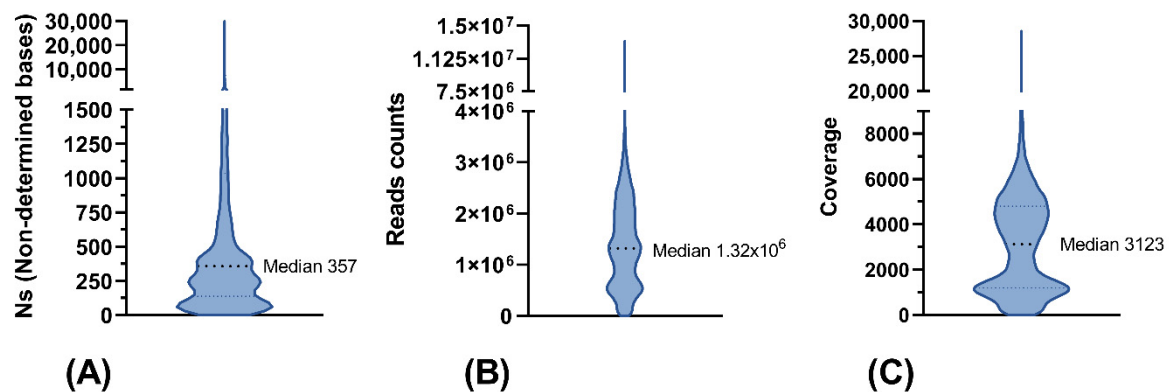 Ns (Non-determined bases)
30,000
20,000
10,000
1500
1250
1000
750
500
250
0
Median 357
(A)
Reads counts
1.5×10⁷
1.125×10⁷
7.5×10⁶
4×10⁶
3×10⁶
2×10⁶
1×10⁶
0
Median 1.32x10⁶
(B)
Coverage
30,000
25,000
20,000
8000
6000
4000
2000
0
Median 3123
(C)